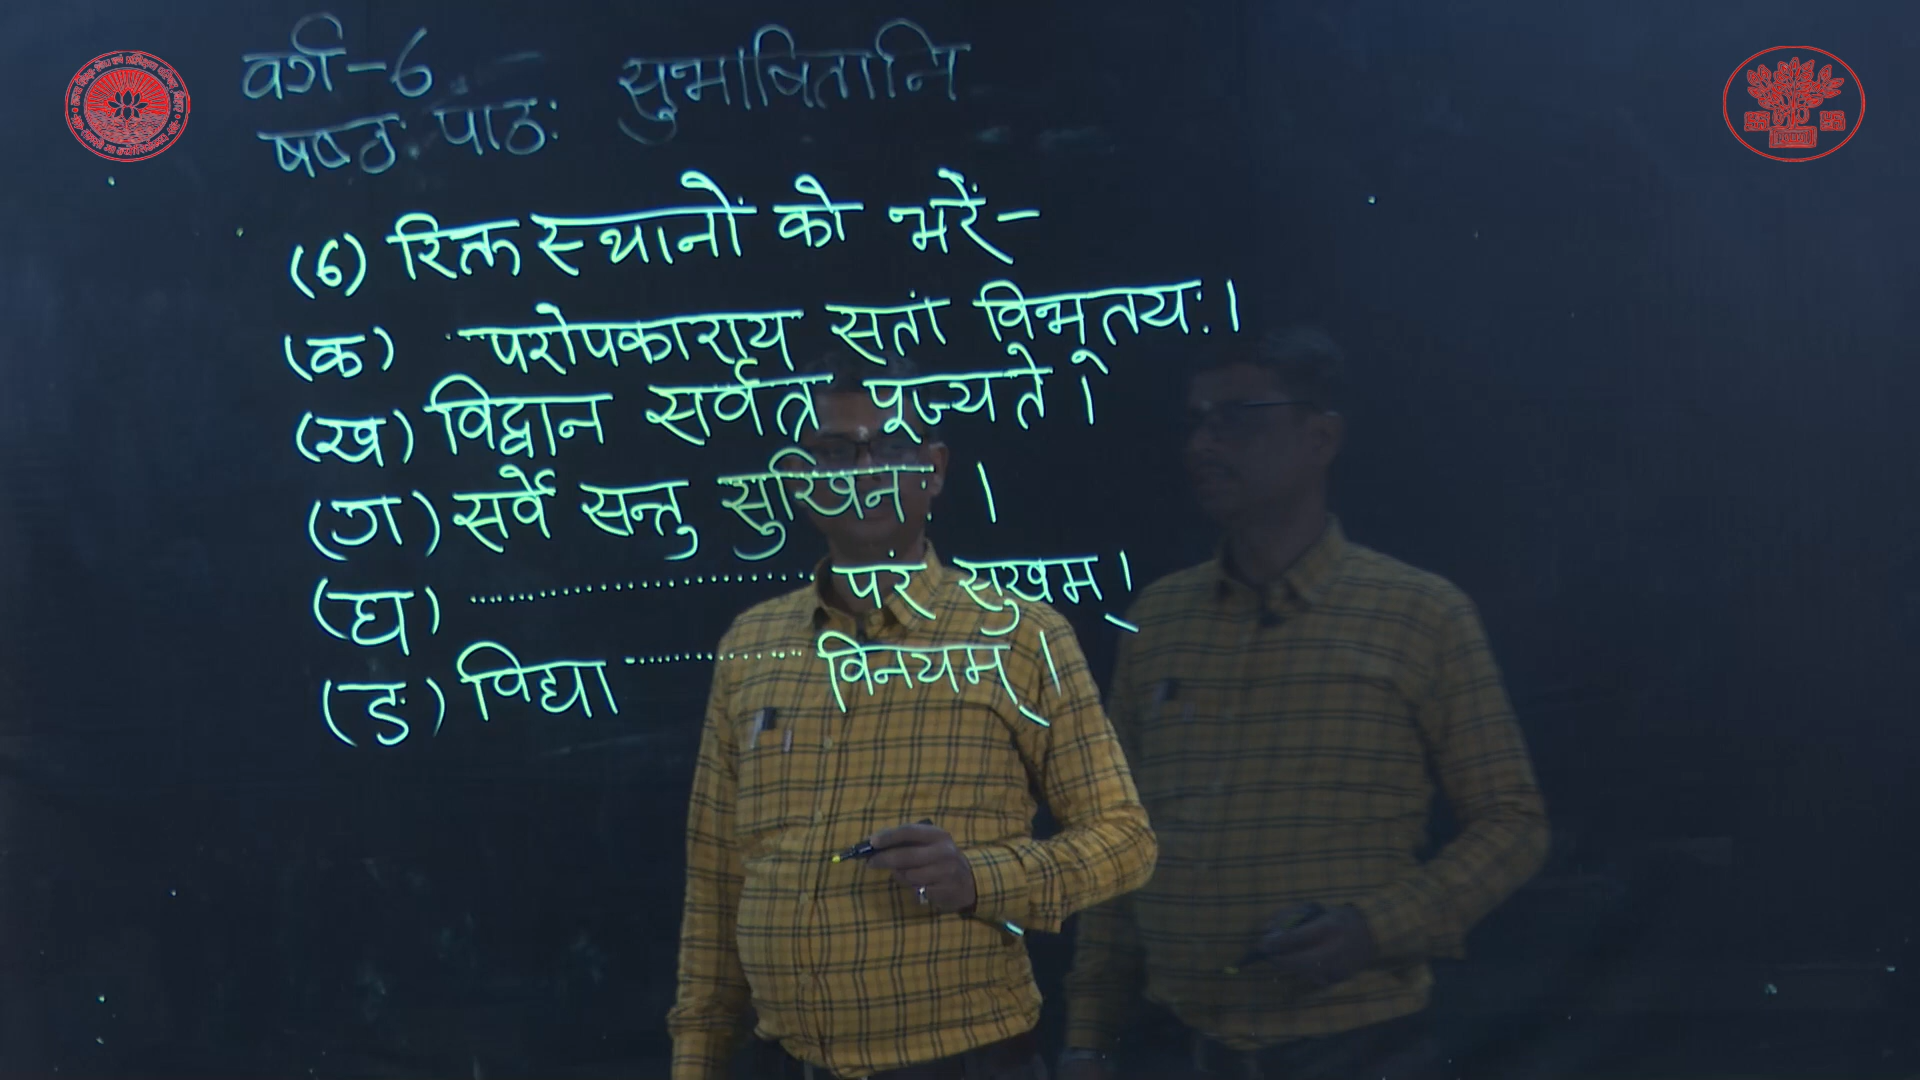 वर्ग-6
षष्ठ: पाठ: सुभाषितानि
(6) रिक्त स्थानों को भरें-
(क) परोपकाराय सतां विभूतयः।
(ख) विद्वान सर्वत्र पूज्यते।
(ग) सर्वे सन्तु सुखिनः।
(घ) .................... परं सुखम्।
(ङ) विद्या ............... विनयम्।